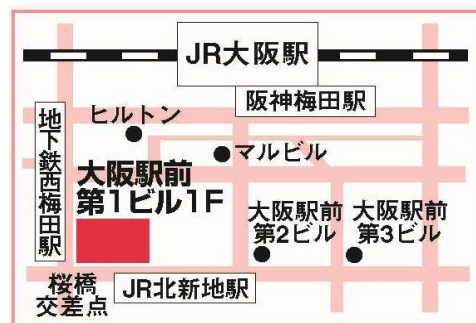 JR大阪駅
阪神梅田駅
ヒルトン
マルビル
地下鉄西梅田駅
大阪駅前
第1ビル1F
大阪駅前
第2ビル
大阪駅前
第3ビル
桜橋
交差点
JR北新地駅